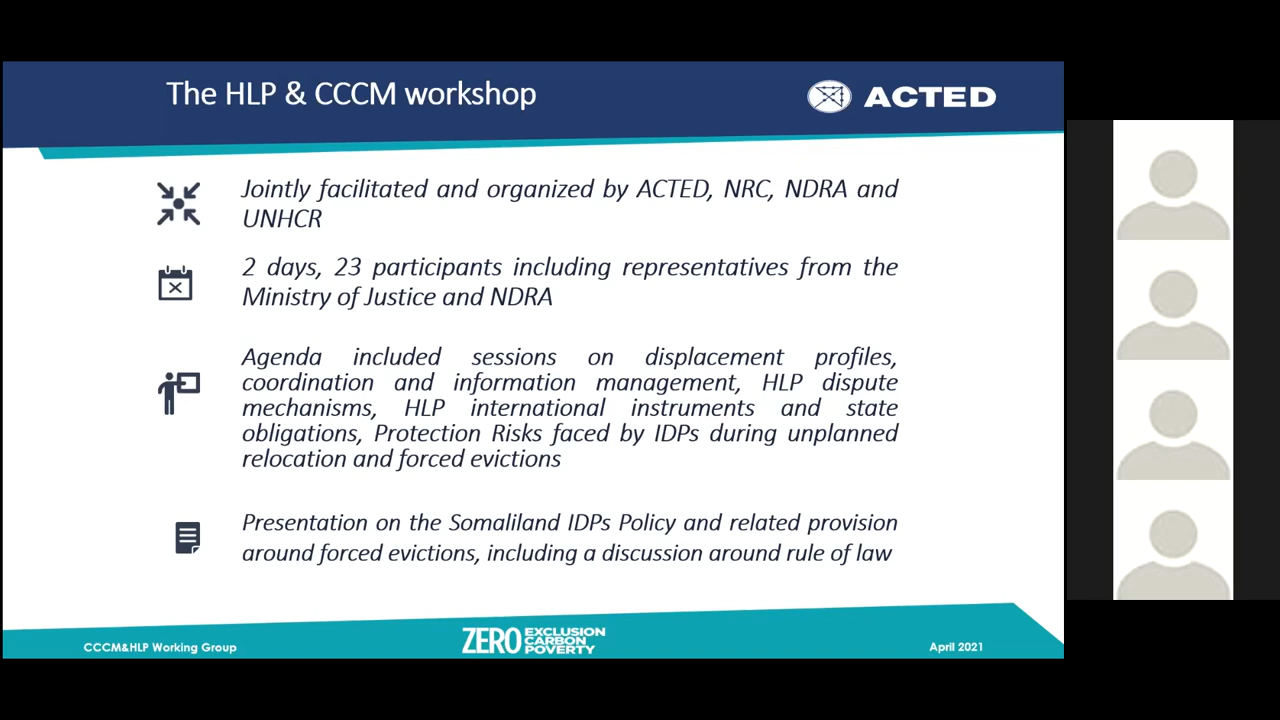 The HLP & CCCM workshop
ACTED
Jointly facilitated and organized by ACTED, NRC, NDRA and
UNHCR
2 days, 23 participants including representatives from the
Ministry of Justice and NDRA
Agenda included sessions on displacement profiles,
coordination and information management, HLP dispute
mechanisms, HLP international instruments and state
obligations, Protection Risks faced by IDPs during unplanned
relocation and forced evictions
Presentation on the Somaliland IDPs Policy and related provision
around forced evictions, including a discussion around rule of law
CCCM&HLP Working Group
ZERO EXCLUSION
CARBON
POVERTY
April 2021